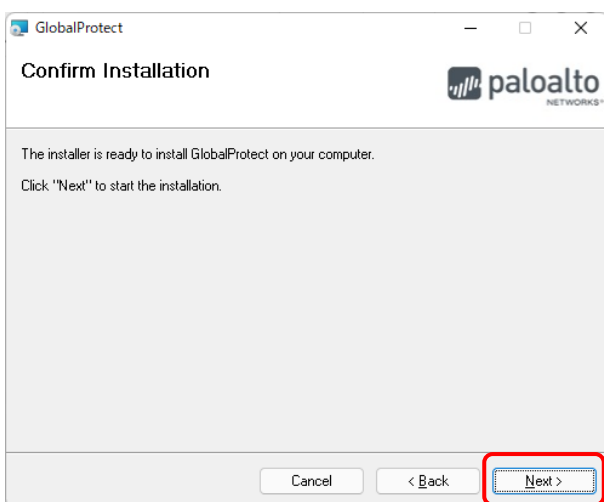 GlobalProtect
Confirm Installation
paloalto
NETWORKS®
The installer is ready to install GlobalProtect on your computer.
Click "Next" to start the installation.
Cancel
< Back
Next >